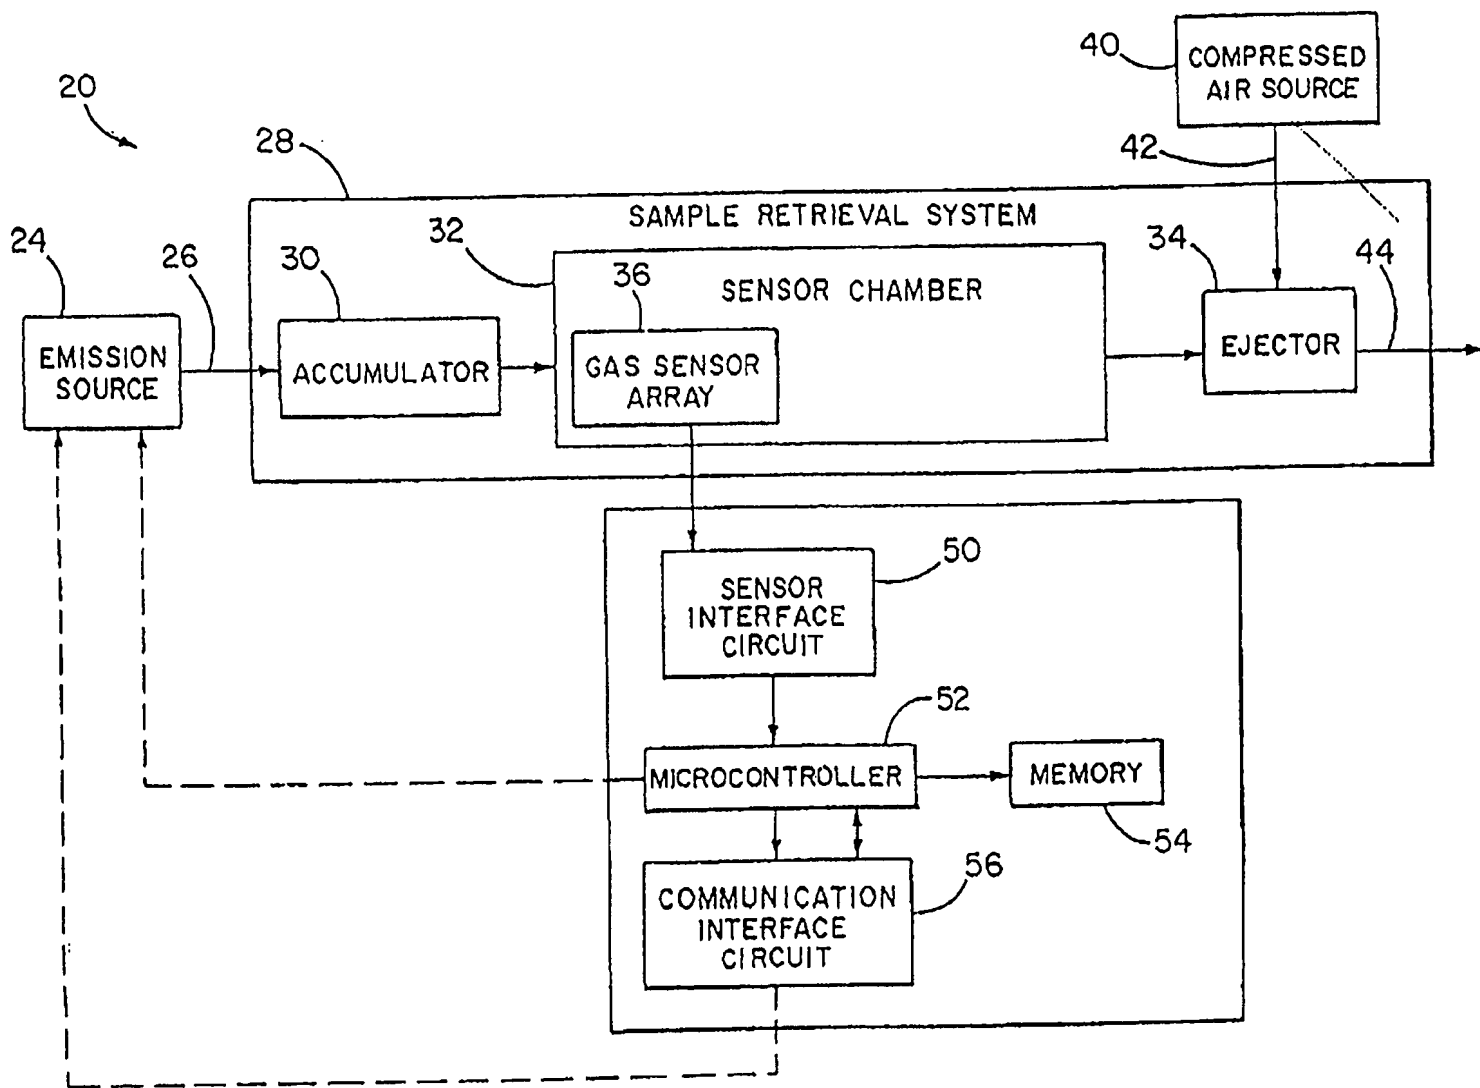 40
COMPRESSED
AIR SOURCE
20
42
28
SAMPLE RETRIEVAL SYSTEM
24
26
30
32
36
SENSOR CHAMBER
34
44
EMISSION
SOURCE
ACCUMULATOR
GAS SENSOR
ARRAY
EJECTOR
50
SENSOR
INTERFACE
CIRCUIT
52
MICROCONTROLLER
MEMORY
54
56
COMMUNICATION
INTERFACE
CIRCUIT